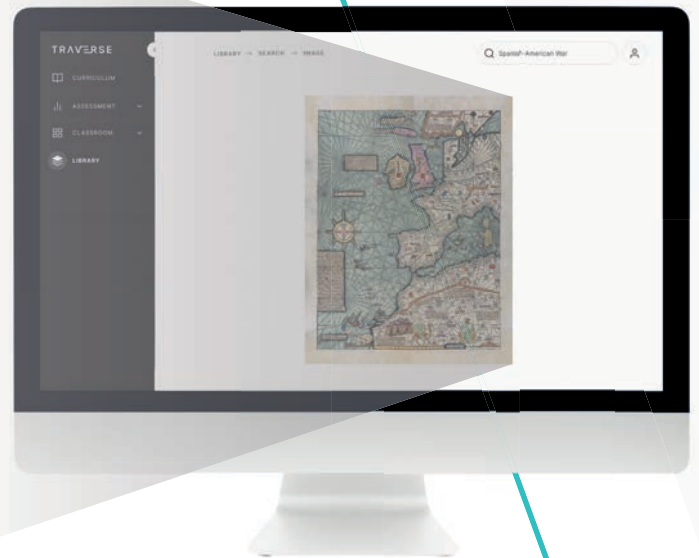 TRAVERSE
LIBRARY → SEARCH → IMAGE
Spanish-American War
CURRICULUM
ASSESSMENT
CLASSROOM
LIBRARY